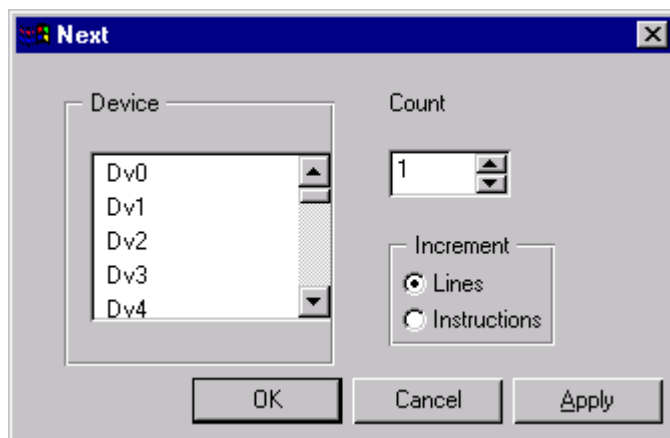 Next
Device
Dv0
Dv1
Dv2
Dv3
Dv4
Count
1
Increment
Lines
Instructions
OK
Cancel
Apply